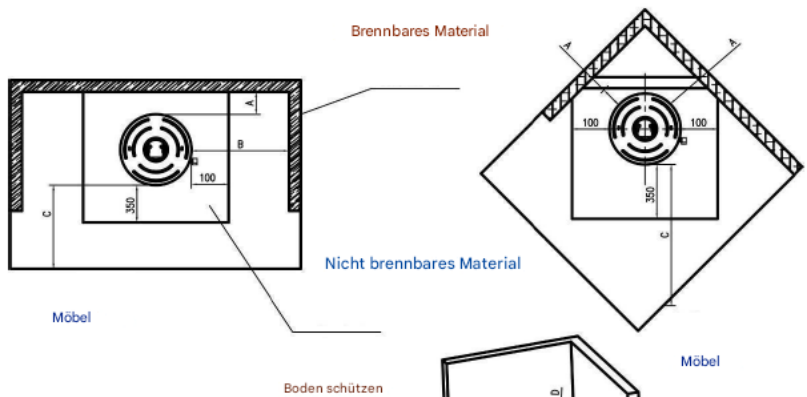 Brennbares Material
A
B
100
350
C
A
A
100
100
350
C
Nicht brennbares Material
Möbel
Möbel
Boden schützen
D